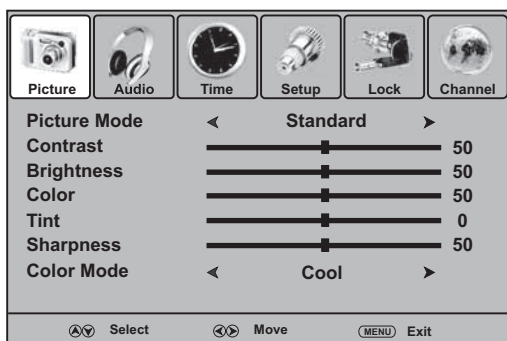 Picture Audio Time Setup Lock Channel
Picture Mode Standard
Contrast 50
Brightness 50
Color 50
Tint 0
Sharpness 50
Color Mode Cool
Select Move MENU Exit